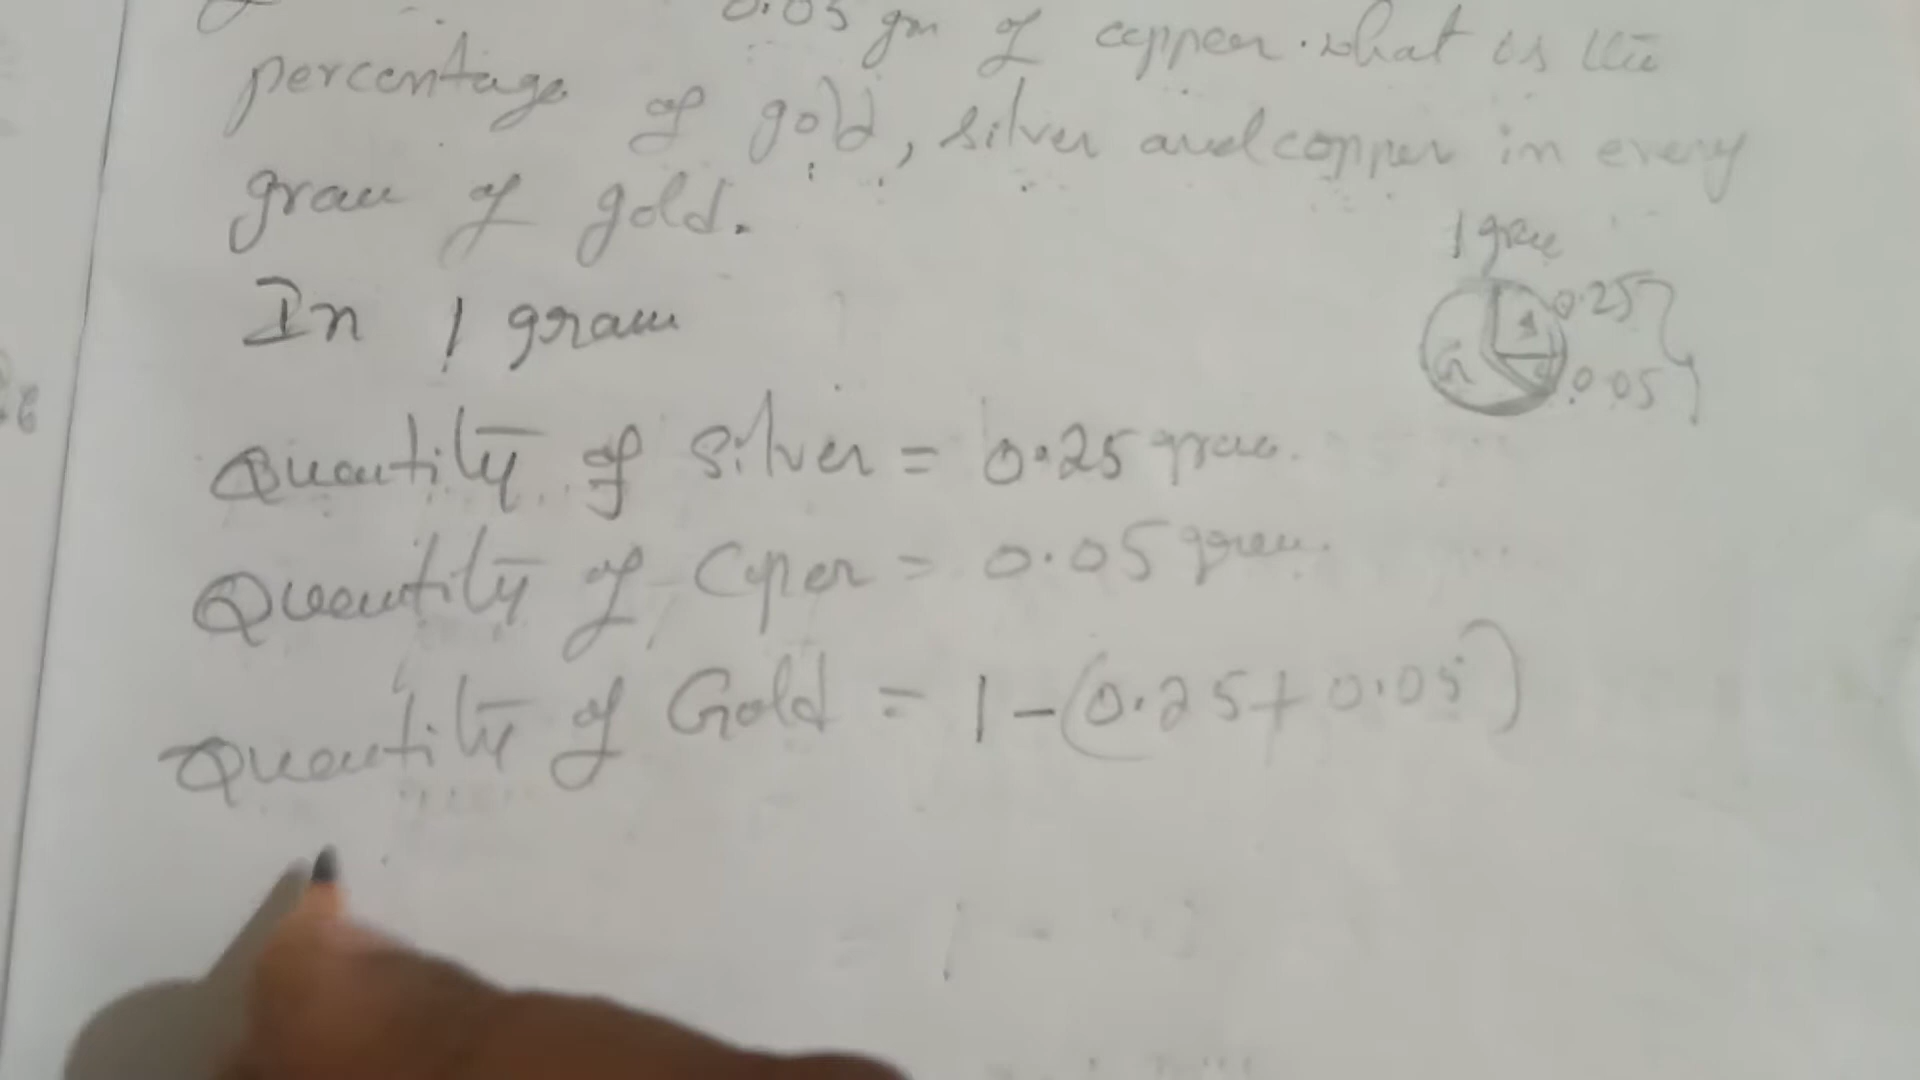 0.05 gm of copper. what is the
percentage of gold, silver and copper in every
gram of gold.
1 gram
In 1 gram
0.25
S
G
C
0.05
Quantity of Silver = 0.25 gram.
Quantity of Coper = 0.05 gram.
Quantity of Gold = 1-(0.25+0.05)